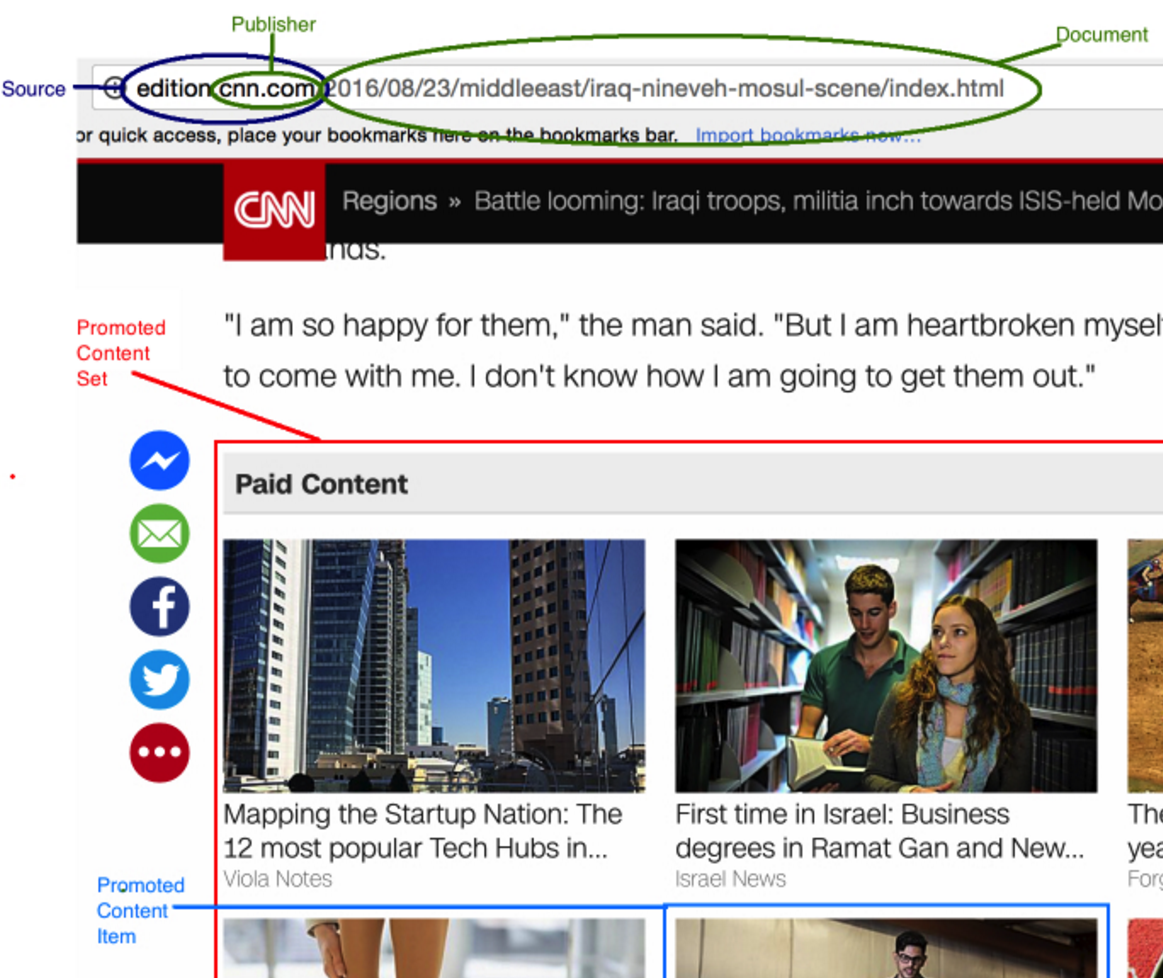 Publisher
Document
Source
edition.cnn.com/2016/08/23/middleeast/iraq-nineveh-mosul-scene/index.html
or quick access, place your bookmarks here on the bookmarks bar. Import bookmarks now...
CNN Regions » Battle looming: Iraqi troops, militia inch towards ISIS-held Mo
nds.
"I am so happy for them," the man said. "But I am heartbroken mysel
to come with me. I don't know how I am going to get them out."
Promoted
Content
Set
Paid Content
Mapping the Startup Nation: The
12 most popular Tech Hubs in...
Viola Notes
First time in Israel: Business
degrees in Ramat Gan and New...
Israel News
The
yea
Forg
Promoted
Content
Item